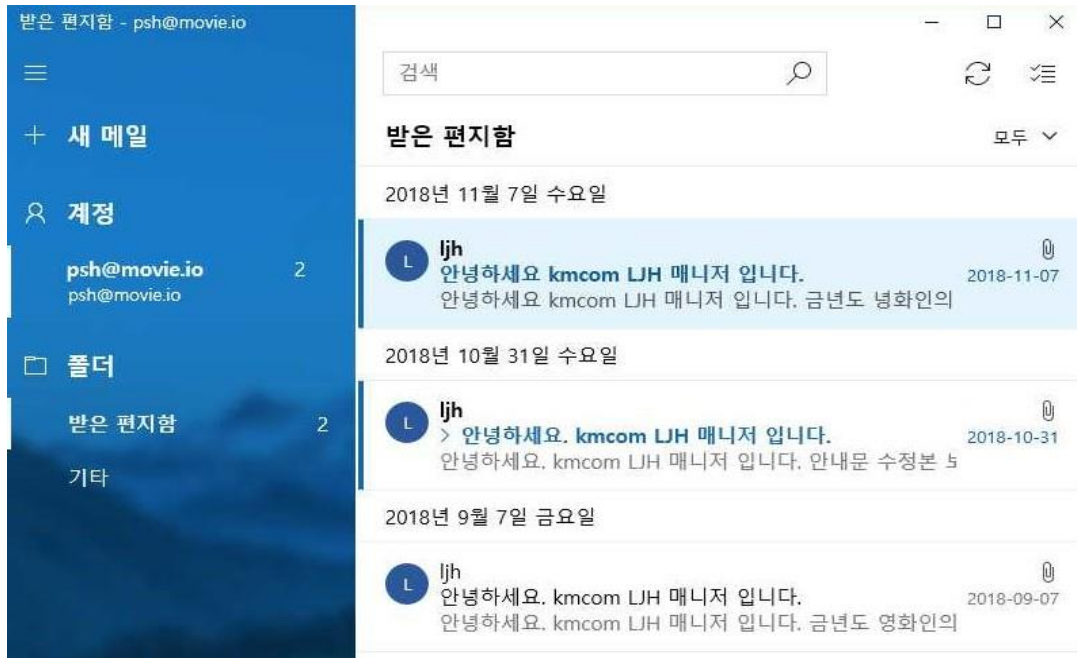 받은 편지함 - psh@movie.io
새 메일
계정
psh@movie.io 2
psh@movie.io
폴더
받은 편지함 2
기타
검색
받은 편지함
모두
2018년 11월 7일 수요일
L
ljh
안녕하세요 kmcom LJH 매니저 입니다.
2018-11-07
안녕하세요 kmcom LJH 매니저 입니다. 금년도 녕화인의
2018년 10월 31일 수요일
L
ljh
> 안녕하세요. kmcom LJH 매니저 입니다.
2018-10-31
안녕하세요. kmcom LJH 매니저 입니다. 안내문 수정본
2018년 9월 7일 금요일
L
ljh
안녕하세요. kmcom LJH 매니저 입니다.
2018-09-07
안녕하세요. kmcom LJH 매니저 입니다. 금년도 영화인의